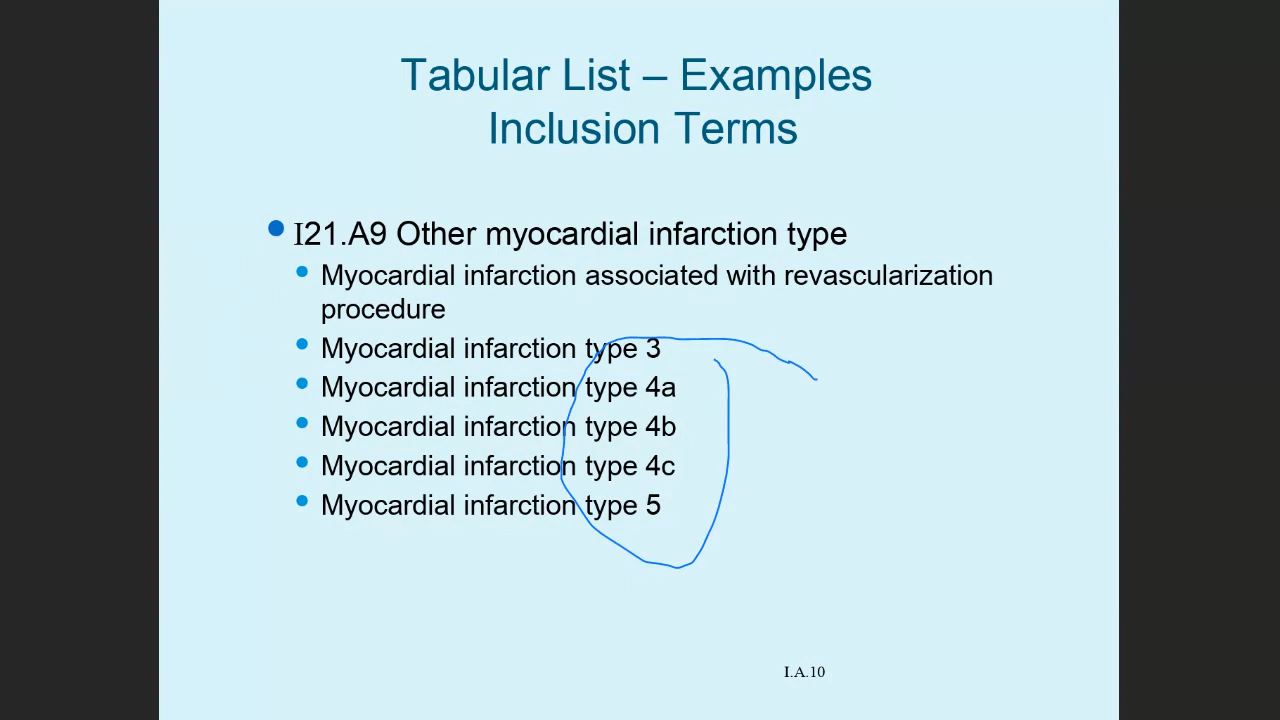 Tabular List – Examples
Inclusion Terms
I21.A9 Other myocardial infarction type
Myocardial infarction associated with revascularization
procedure
Myocardial infarction type 3
Myocardial infarction type 4a
Myocardial infarction type 4b
Myocardial infarction type 4c
Myocardial infarction type 5
I.A.10